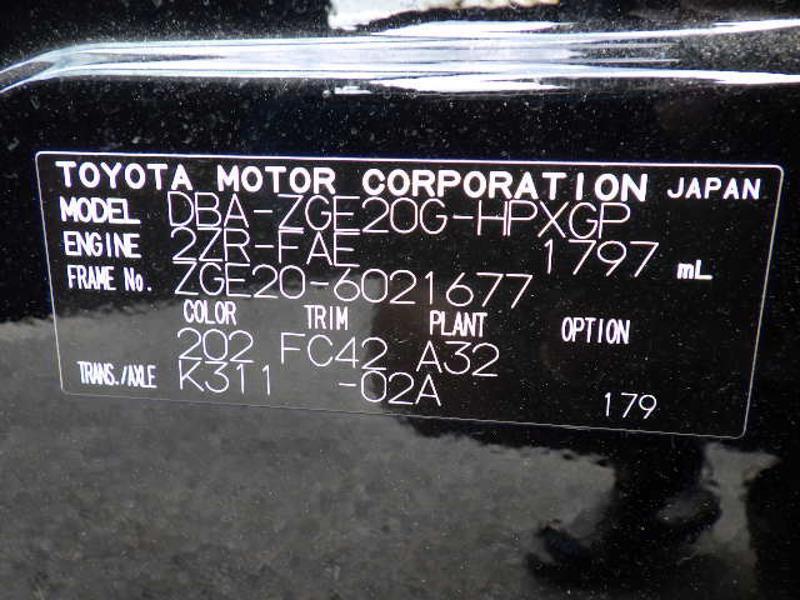 TOYOTA MOTOR CORPORATION JAPAN
MODEL DBA-ZGE20G-HPXGP
ENGINE 2ZR-FAE 1797 mL
FRAME No. ZGE20-6021677
COLOR TRIM PLANT OPTION
202 FC42 A32
TRANS./AXLE K311 -02A 179